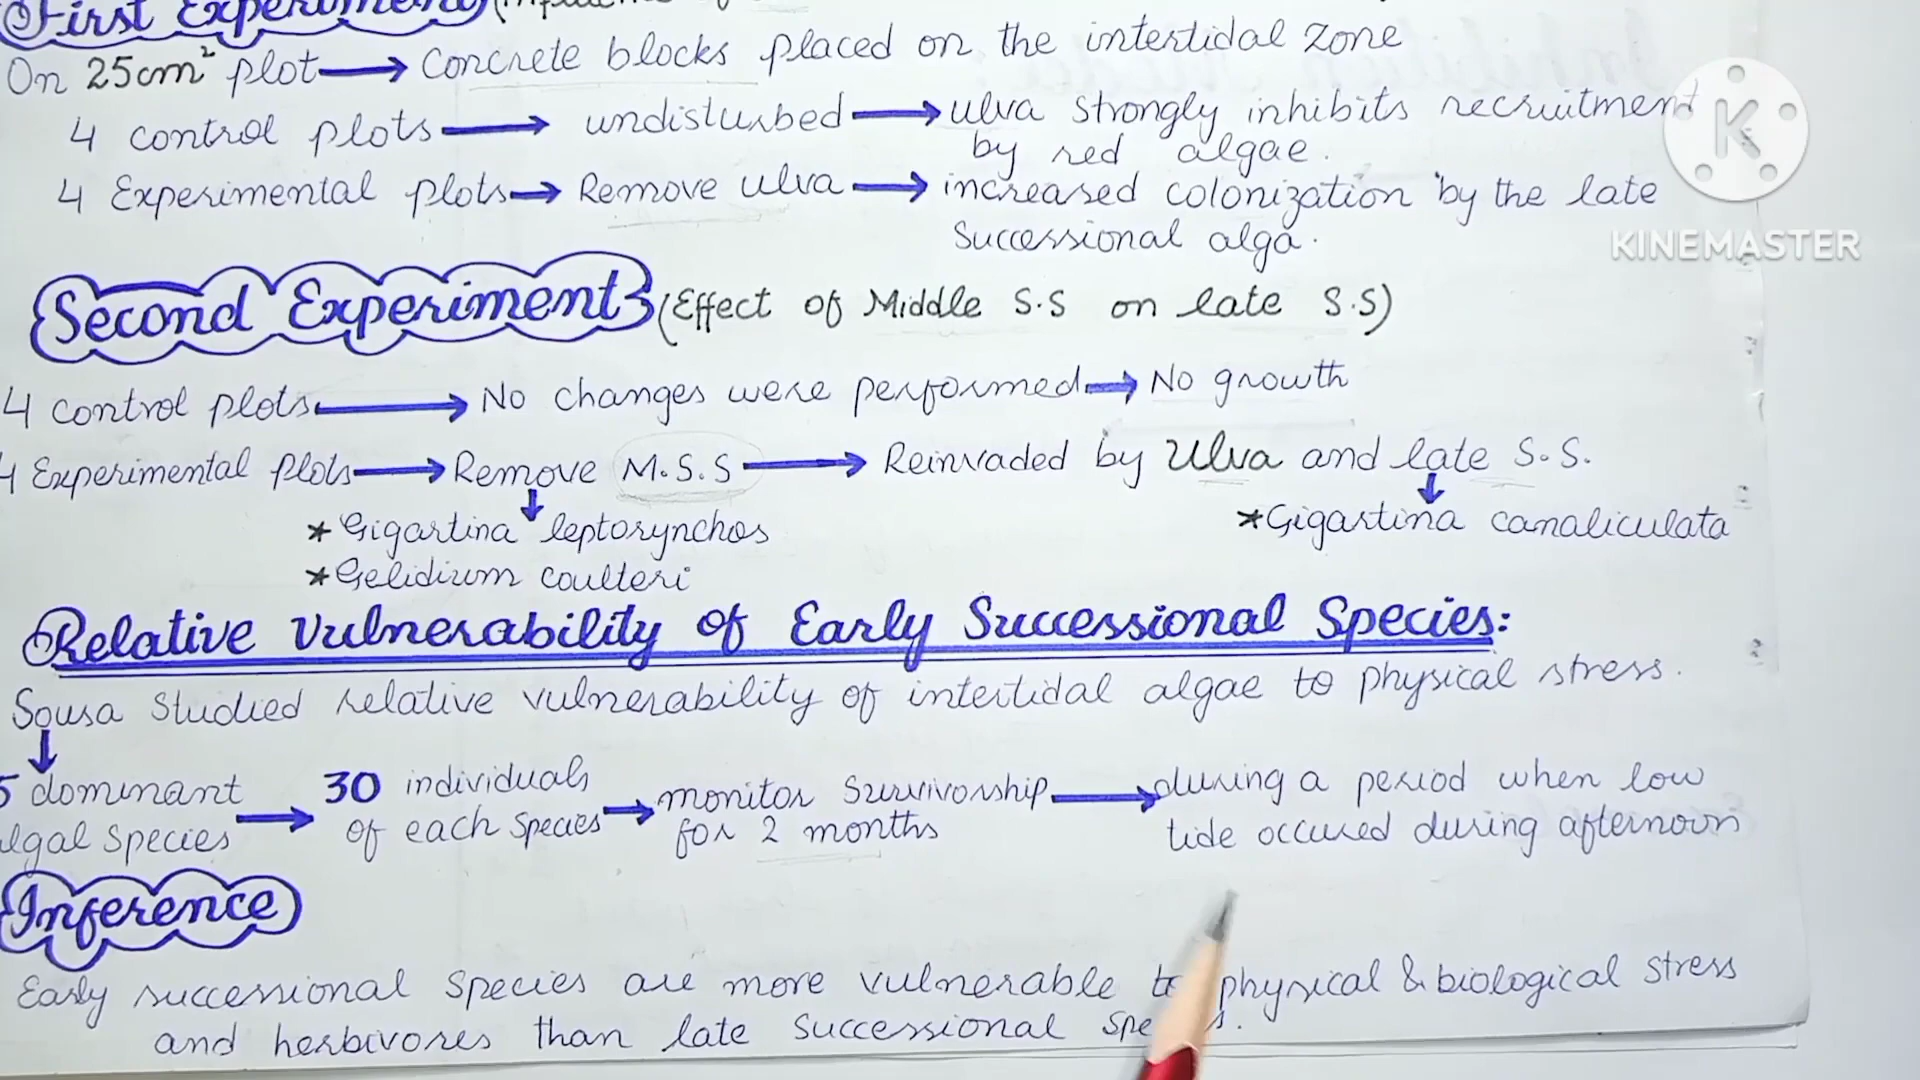 First Experiment
On 25cm² plot → Concrete blocks placed on the intertidal zone
4 control plots → undisturbed → ulva strongly inhibits recruitment
by red algae.
4 Experimental plots → Remove ulva → increased colonization by the late
Successional alga.
Second Experiment (Effect of Middle S.S on late S.S)
4 control plots → No changes were performed → No growth
4 Experimental plots → Remove M.S.S → Reinvaded by Ulva and late S.S.
* Gigartina leptorynchos
* Gigartina canaliculata
* Gelidium coulteri
Relative Vulnerability of Early Successional Species:
Sousa studied relative vulnerability of intertidal algae to physical stress.
5 dominant → 30 individuals → monitor survivorship → during a period when low
algal species of each species for 2 months tide occured during afternoon
Inference
Early successional species are more vulnerable to physical & biological stress
and herbivores than late successional
K
KINEMASTER